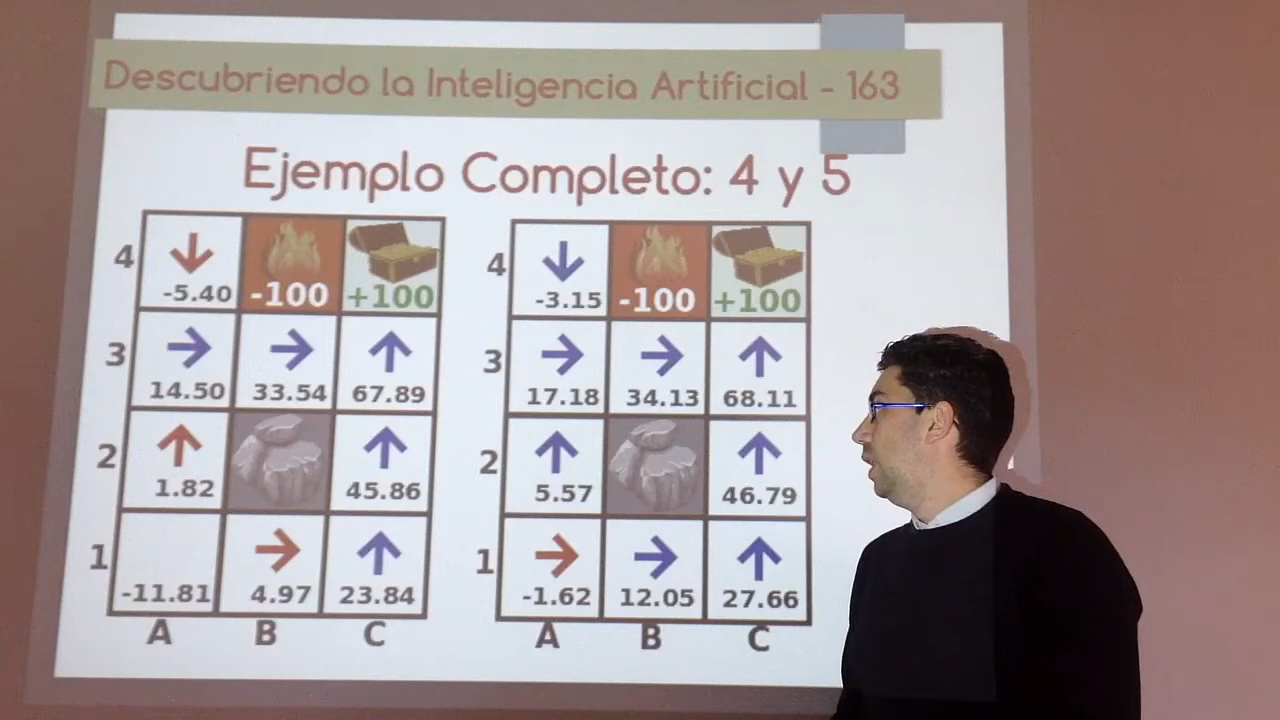 Descubriendo la Inteligencia Artificial - 163
Ejemplo Completo: 4 y 5
4 -5.40 -100 +100
3 14.50 33.54 67.89
2 1.82 45.86
1 -11.81 4.97 23.84
A B C
4 -3.15 -100 +100
3 17.18 34.13 68.11
2 5.57 46.79
1 -1.62 12.05 27.66
A B C